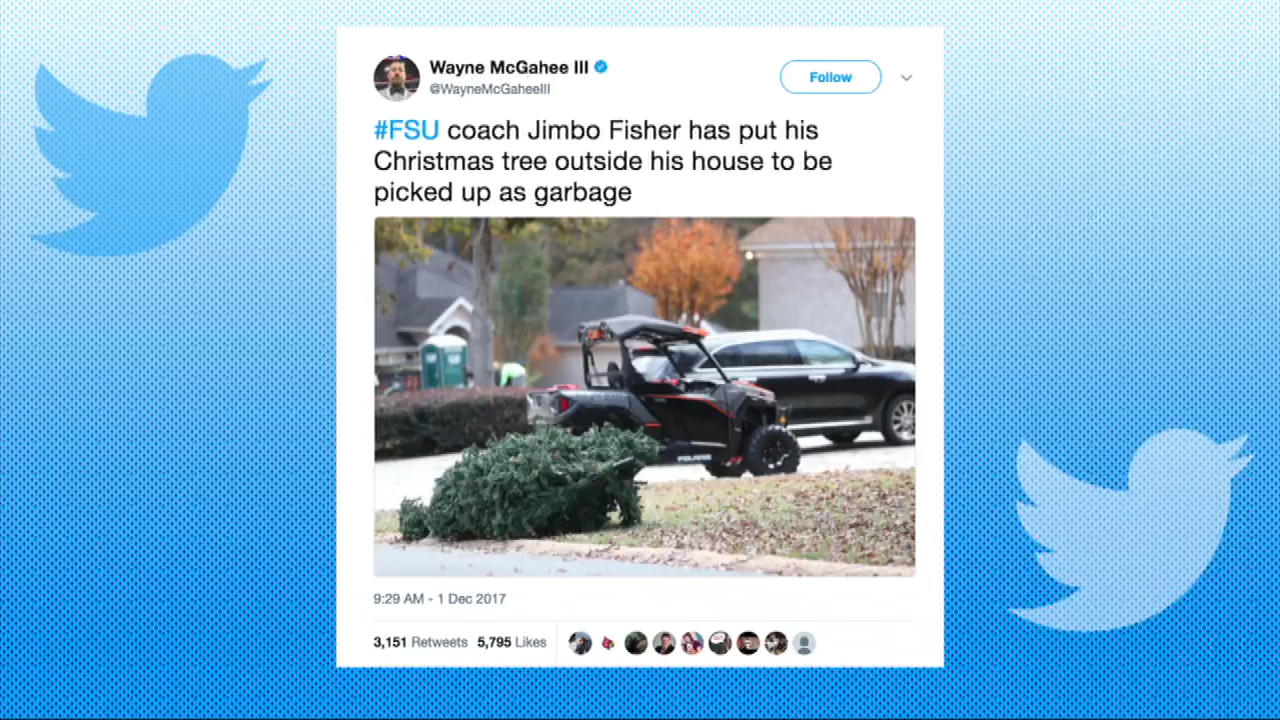 Wayne McGahee III
@WayneMcGaheeIII
Follow
#FSU coach Jimbo Fisher has put his
Christmas tree outside his house to be
picked up as garbage
POLARIS
9:29 AM - 1 Dec 2017
3,151 Retweets 5,795 Likes